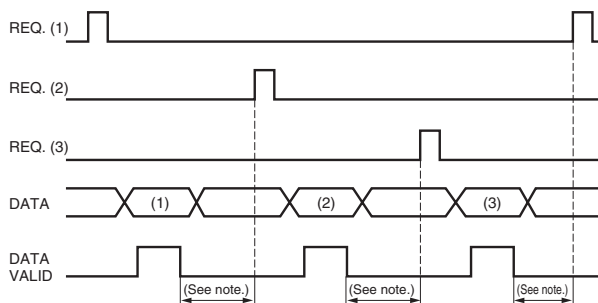 REQ. (1)
REQ. (2)
REQ. (3)
DATA (1) (2) (3)
DATA
VALID
(See note.) (See note.) (See note.)